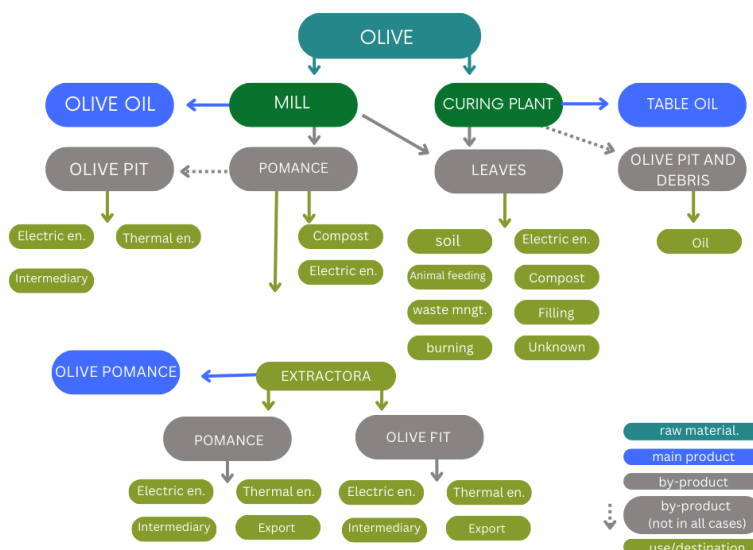 OLIVE
OLIVE OIL
MILL
CURING PLANT
TABLE OIL
OLIVE PIT
POMANCE
LEAVES
OLIVE PIT AND
DEBRIS
Electric en.
Thermal en.
Intermediary
Compost
Electric en.
soil
Electric en.
Animal feeding
Compost
waste mngt.
Filling
burning
Unknown
Oil
OLIVE POMANCE
EXTRACTORA
POMANCE
OLIVE FIT
Electric en.
Thermal en.
Intermediary
Export
Electric en.
Thermal en.
Intermediary
Export
raw material.
main product
by-product
by-product
(not in all cases)
use/destination